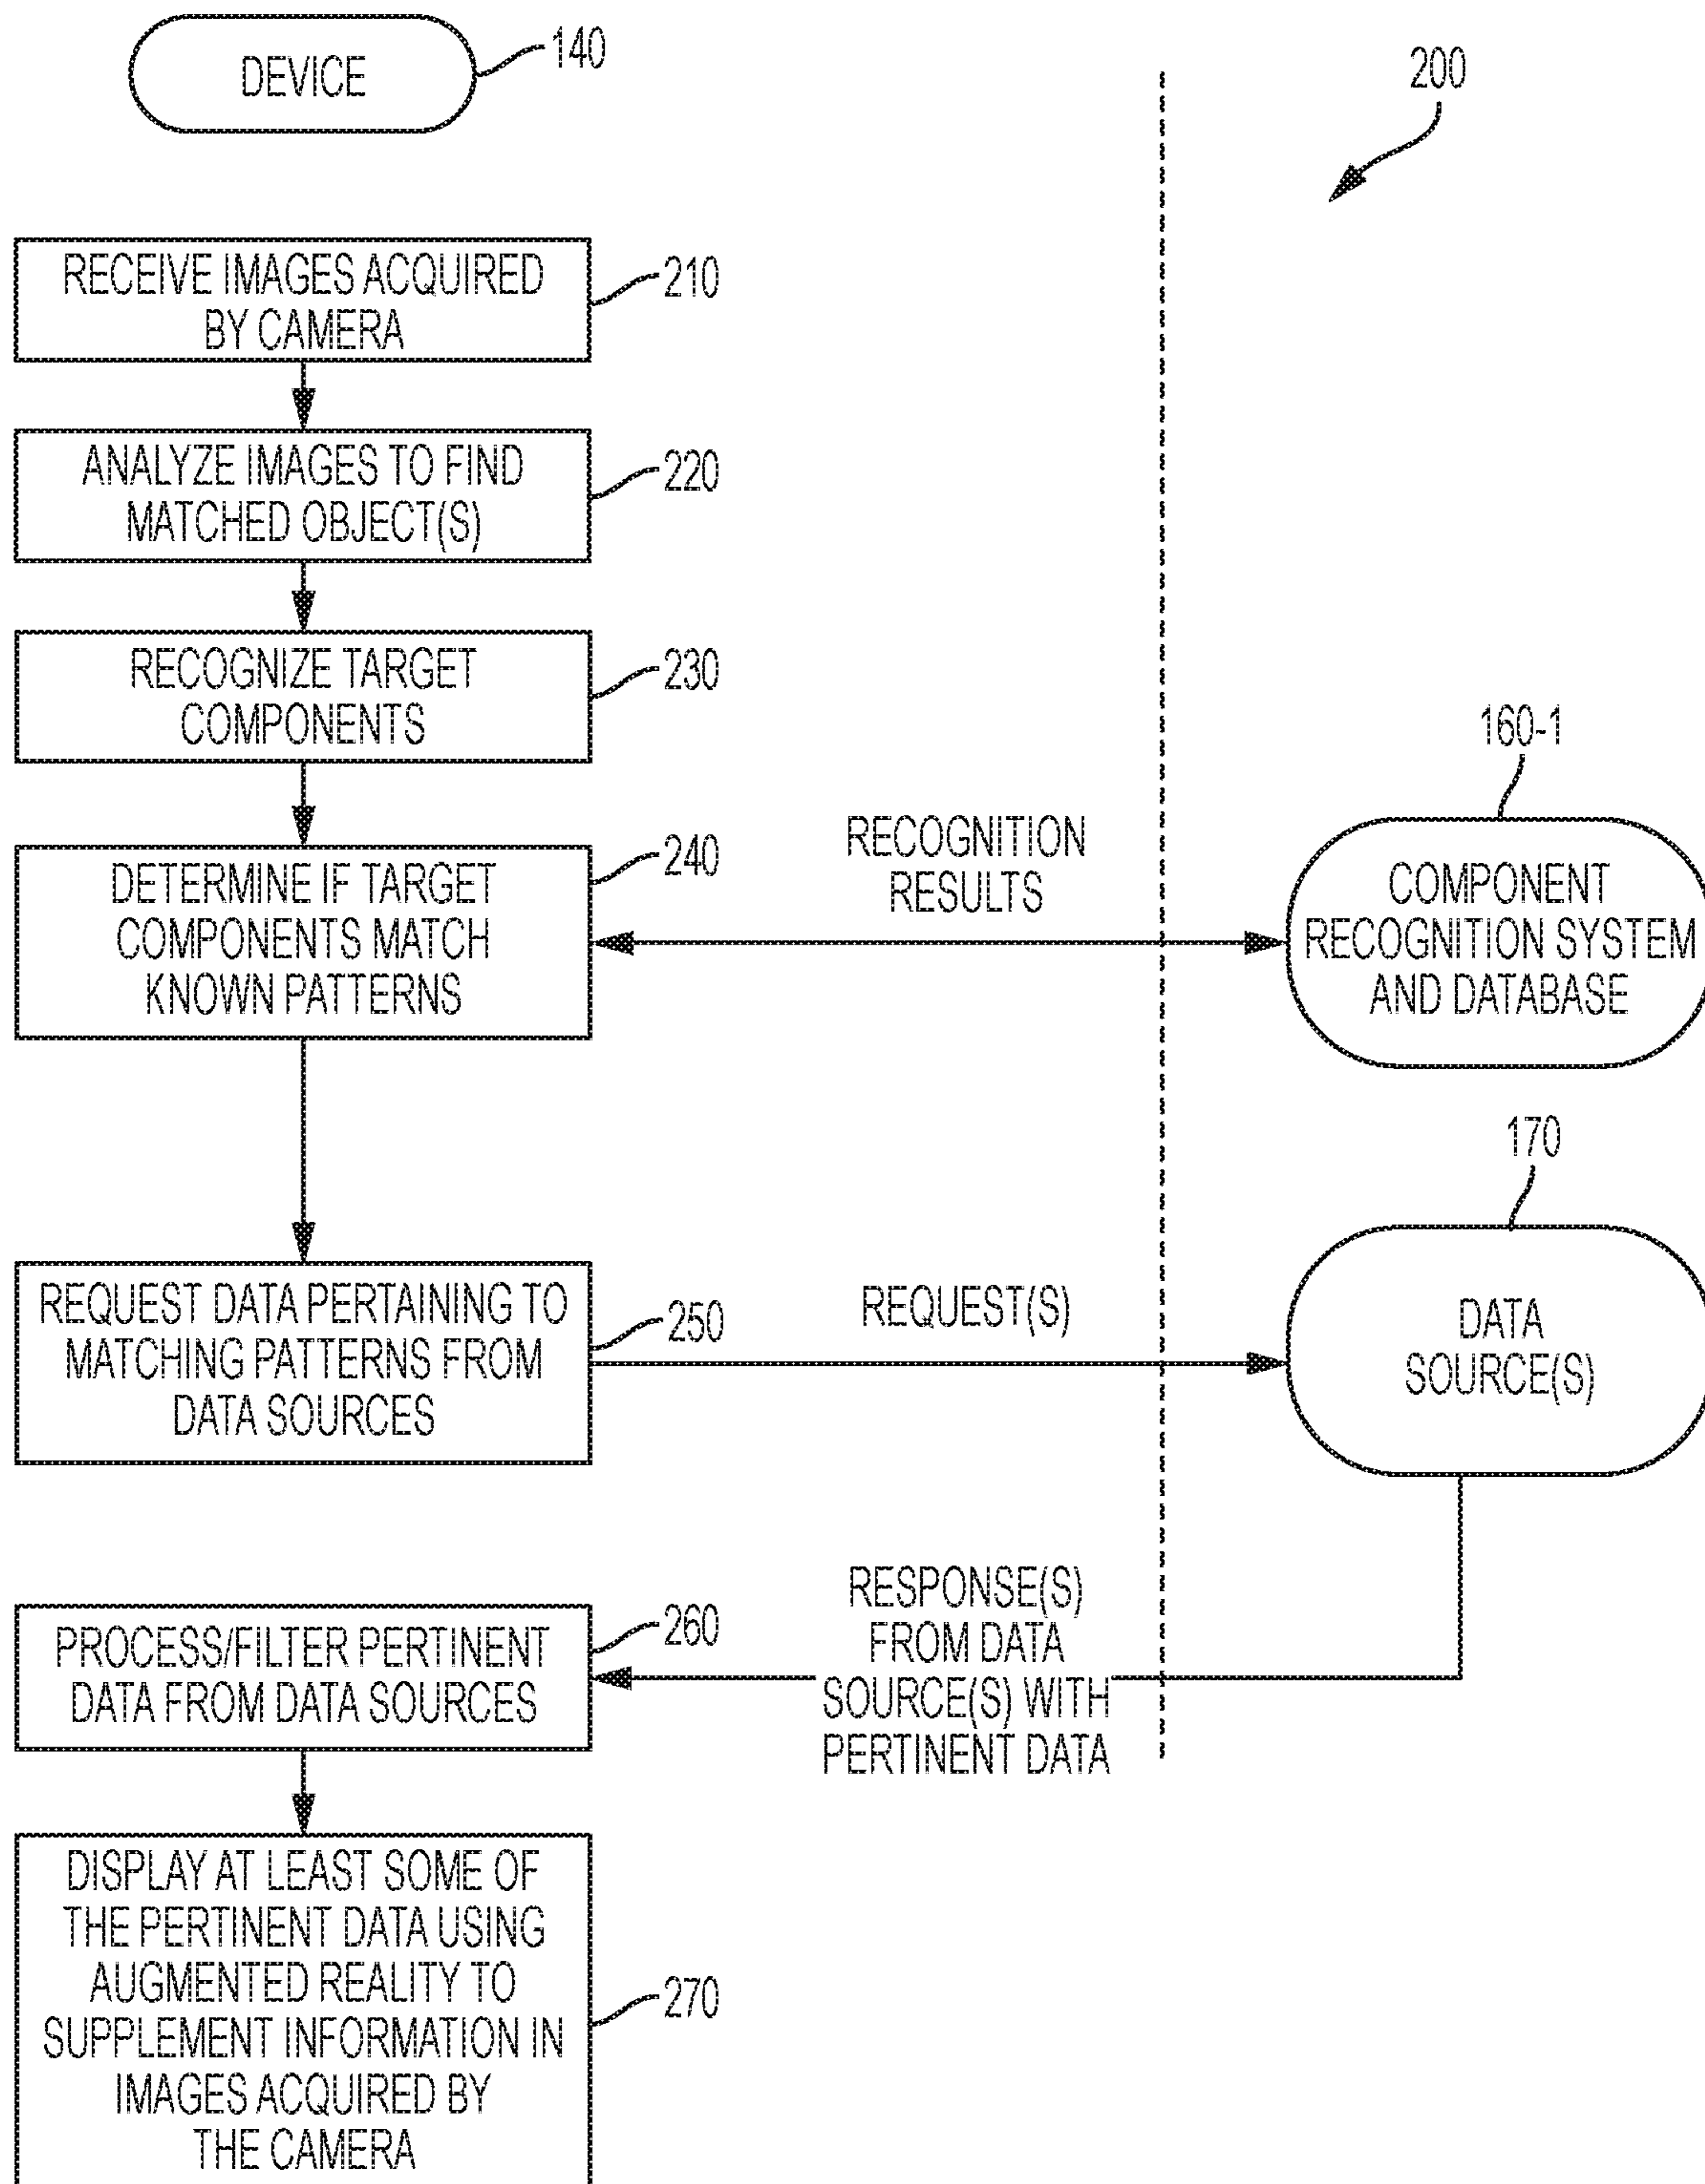 DEVICE
140
200
RECEIVE IMAGES ACQUIRED
BY CAMERA
210
ANALYZE IMAGES TO FIND
MATCHED OBJECT(S)
220
RECOGNIZE TARGET
COMPONENTS
230
DETERMINE IF TARGET
COMPONENTS MATCH
KNOWN PATTERNS
240
RECOGNITION
RESULTS
160-1
COMPONENT
RECOGNITION SYSTEM
AND DATABASE
REQUEST DATA PERTAINING TO
MATCHING PATTERNS FROM
DATA SOURCES
250
REQUEST(S)
170
DATA
SOURCE(S)
PROCESS/FILTER PERTINENT
DATA FROM DATA SOURCES
260
RESPONSE(S)
FROM DATA
SOURCE(S) WITH
PERTINENT DATA
DISPLAY AT LEAST SOME OF
THE PERTINENT DATA USING
AUGMENTED REALITY TO
SUPPLEMENT INFORMATION IN
IMAGES ACQUIRED BY
THE CAMERA
270